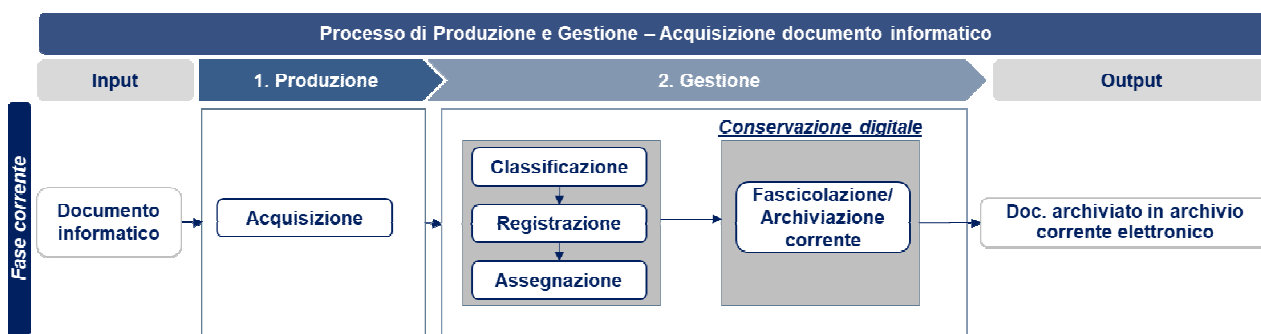 Processo di Produzione e Gestione – Acquisizione documento informatico
Input
1. Produzione
2. Gestione
Output
Fase corrente
Documento
informatico
Acquisizione
Classificazione
Registrazione
Assegnazione
Conservazione digitale
Fascicolazione/
Archiviazione
corrente
Doc. archiviato in archivio
corrente elettronico